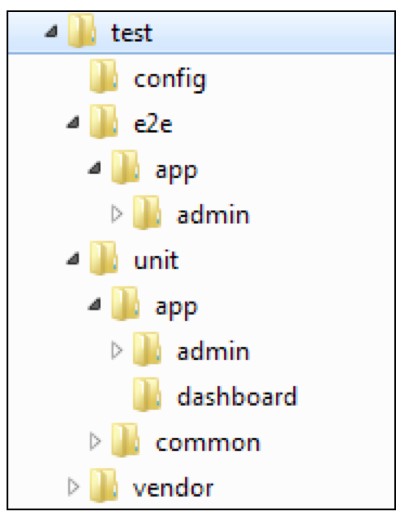 test
config
e2e
app
admin
unit
app
admin
dashboard
common
vendor